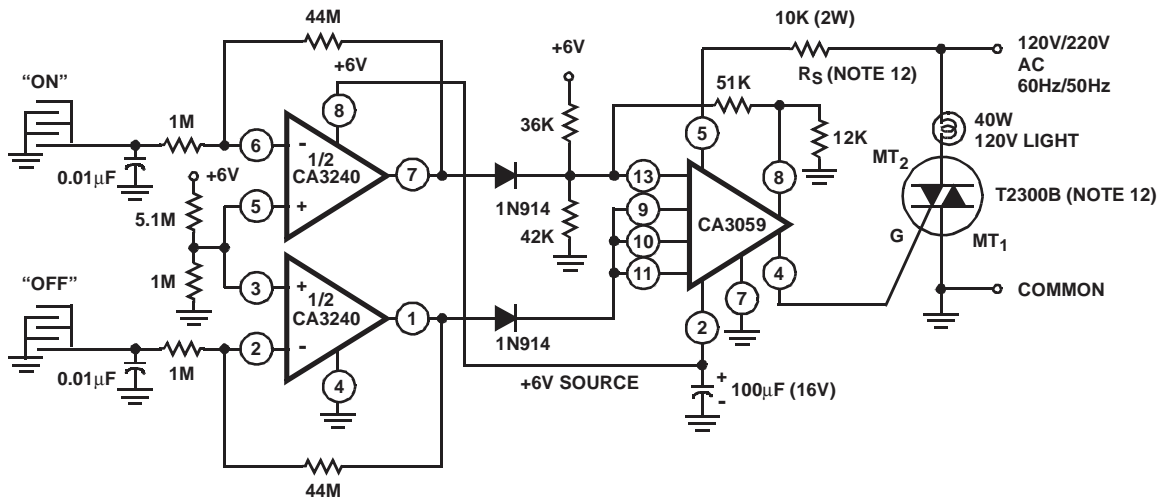 44M
10K (2W)
+6V
+6V
120V/220V
AC
60Hz/50Hz
RS (NOTE 12)
"ON"
51K
8
36K
5
40W
120V LIGHT
1M
12K
6
-
MT2
1/2
CA3240
7
13
8
0.01μF
+6V
1N914
9
T2300B (NOTE 12)
5
+
CA3059
5.1M
42K
10
G
MT1
11
4
"OFF"
1M
3
+
1/2
CA3240
7
COMMON
1
2
2
-
1N914
0.01μF
1M
4
+6V SOURCE
+
-
100μF (16V)
44M